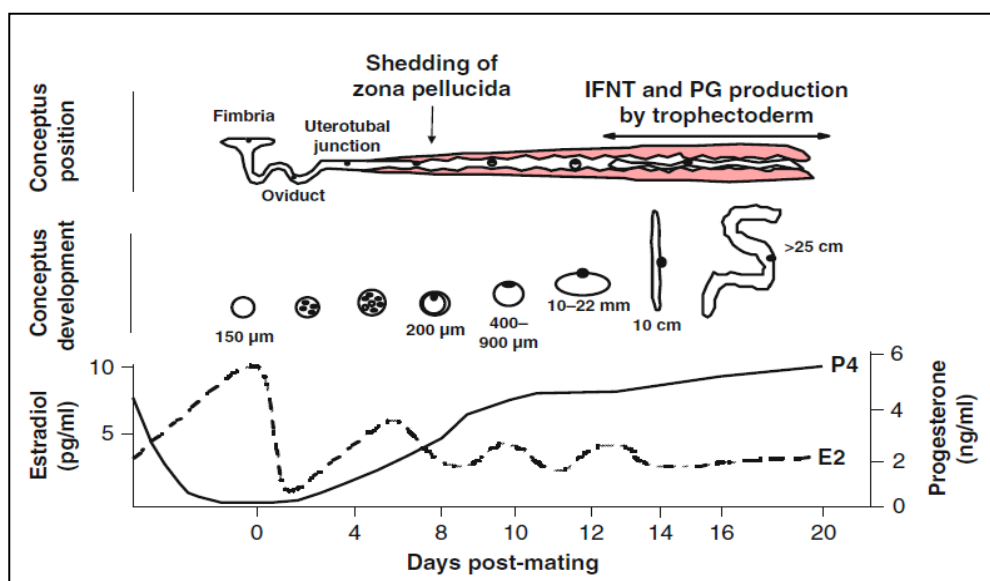 Shedding of
zona pellucida
IFNT and PG production
by trophectoderm
Fimbria
Uterotubal
junction
Oviduct
Conceptus
position
Conceptus
development
150 µm
200 µm
400–
900 µm
10–22 mm
10 cm
>25 cm
Estradiol
(pg/ml)
10
5
P4
E2
6
4
2
0
Progesterone
(ng/ml)
0 4 8 10 12 14 16 20
Days post-mating